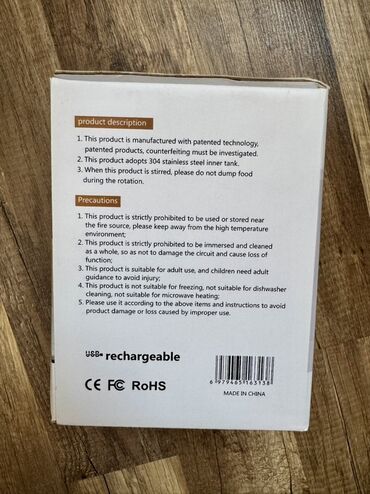 product description
1. This product is manufactured with patented technology,
patented products, counterfeiting must be investigated.
2. This product adopts 304 stainless steel inner tank.
3. When this product is stirred, please do not dump food
during the rotation.
Precautions
1. This product is strictly prohibited to be used or stored near
the fire source, please keep away from the high temperature
environment;
2. This product is strictly prohibited to be immersed and cleaned
as a whole, so as not to damage the circuit and cause loss of
function;
3. This product is suitable for adult use, and children need adult
guidance to avoid injury;
4. This product is not suitable for freezing, not suitable for dishwasher
cleaning, not suitable for microwave heating;
5. Please use it according to the above items and instructions to avoid
product damage or loss caused by improper use.
USB rechargeable
CE FC RoHS
6 979465 163138
MADE IN CHINA